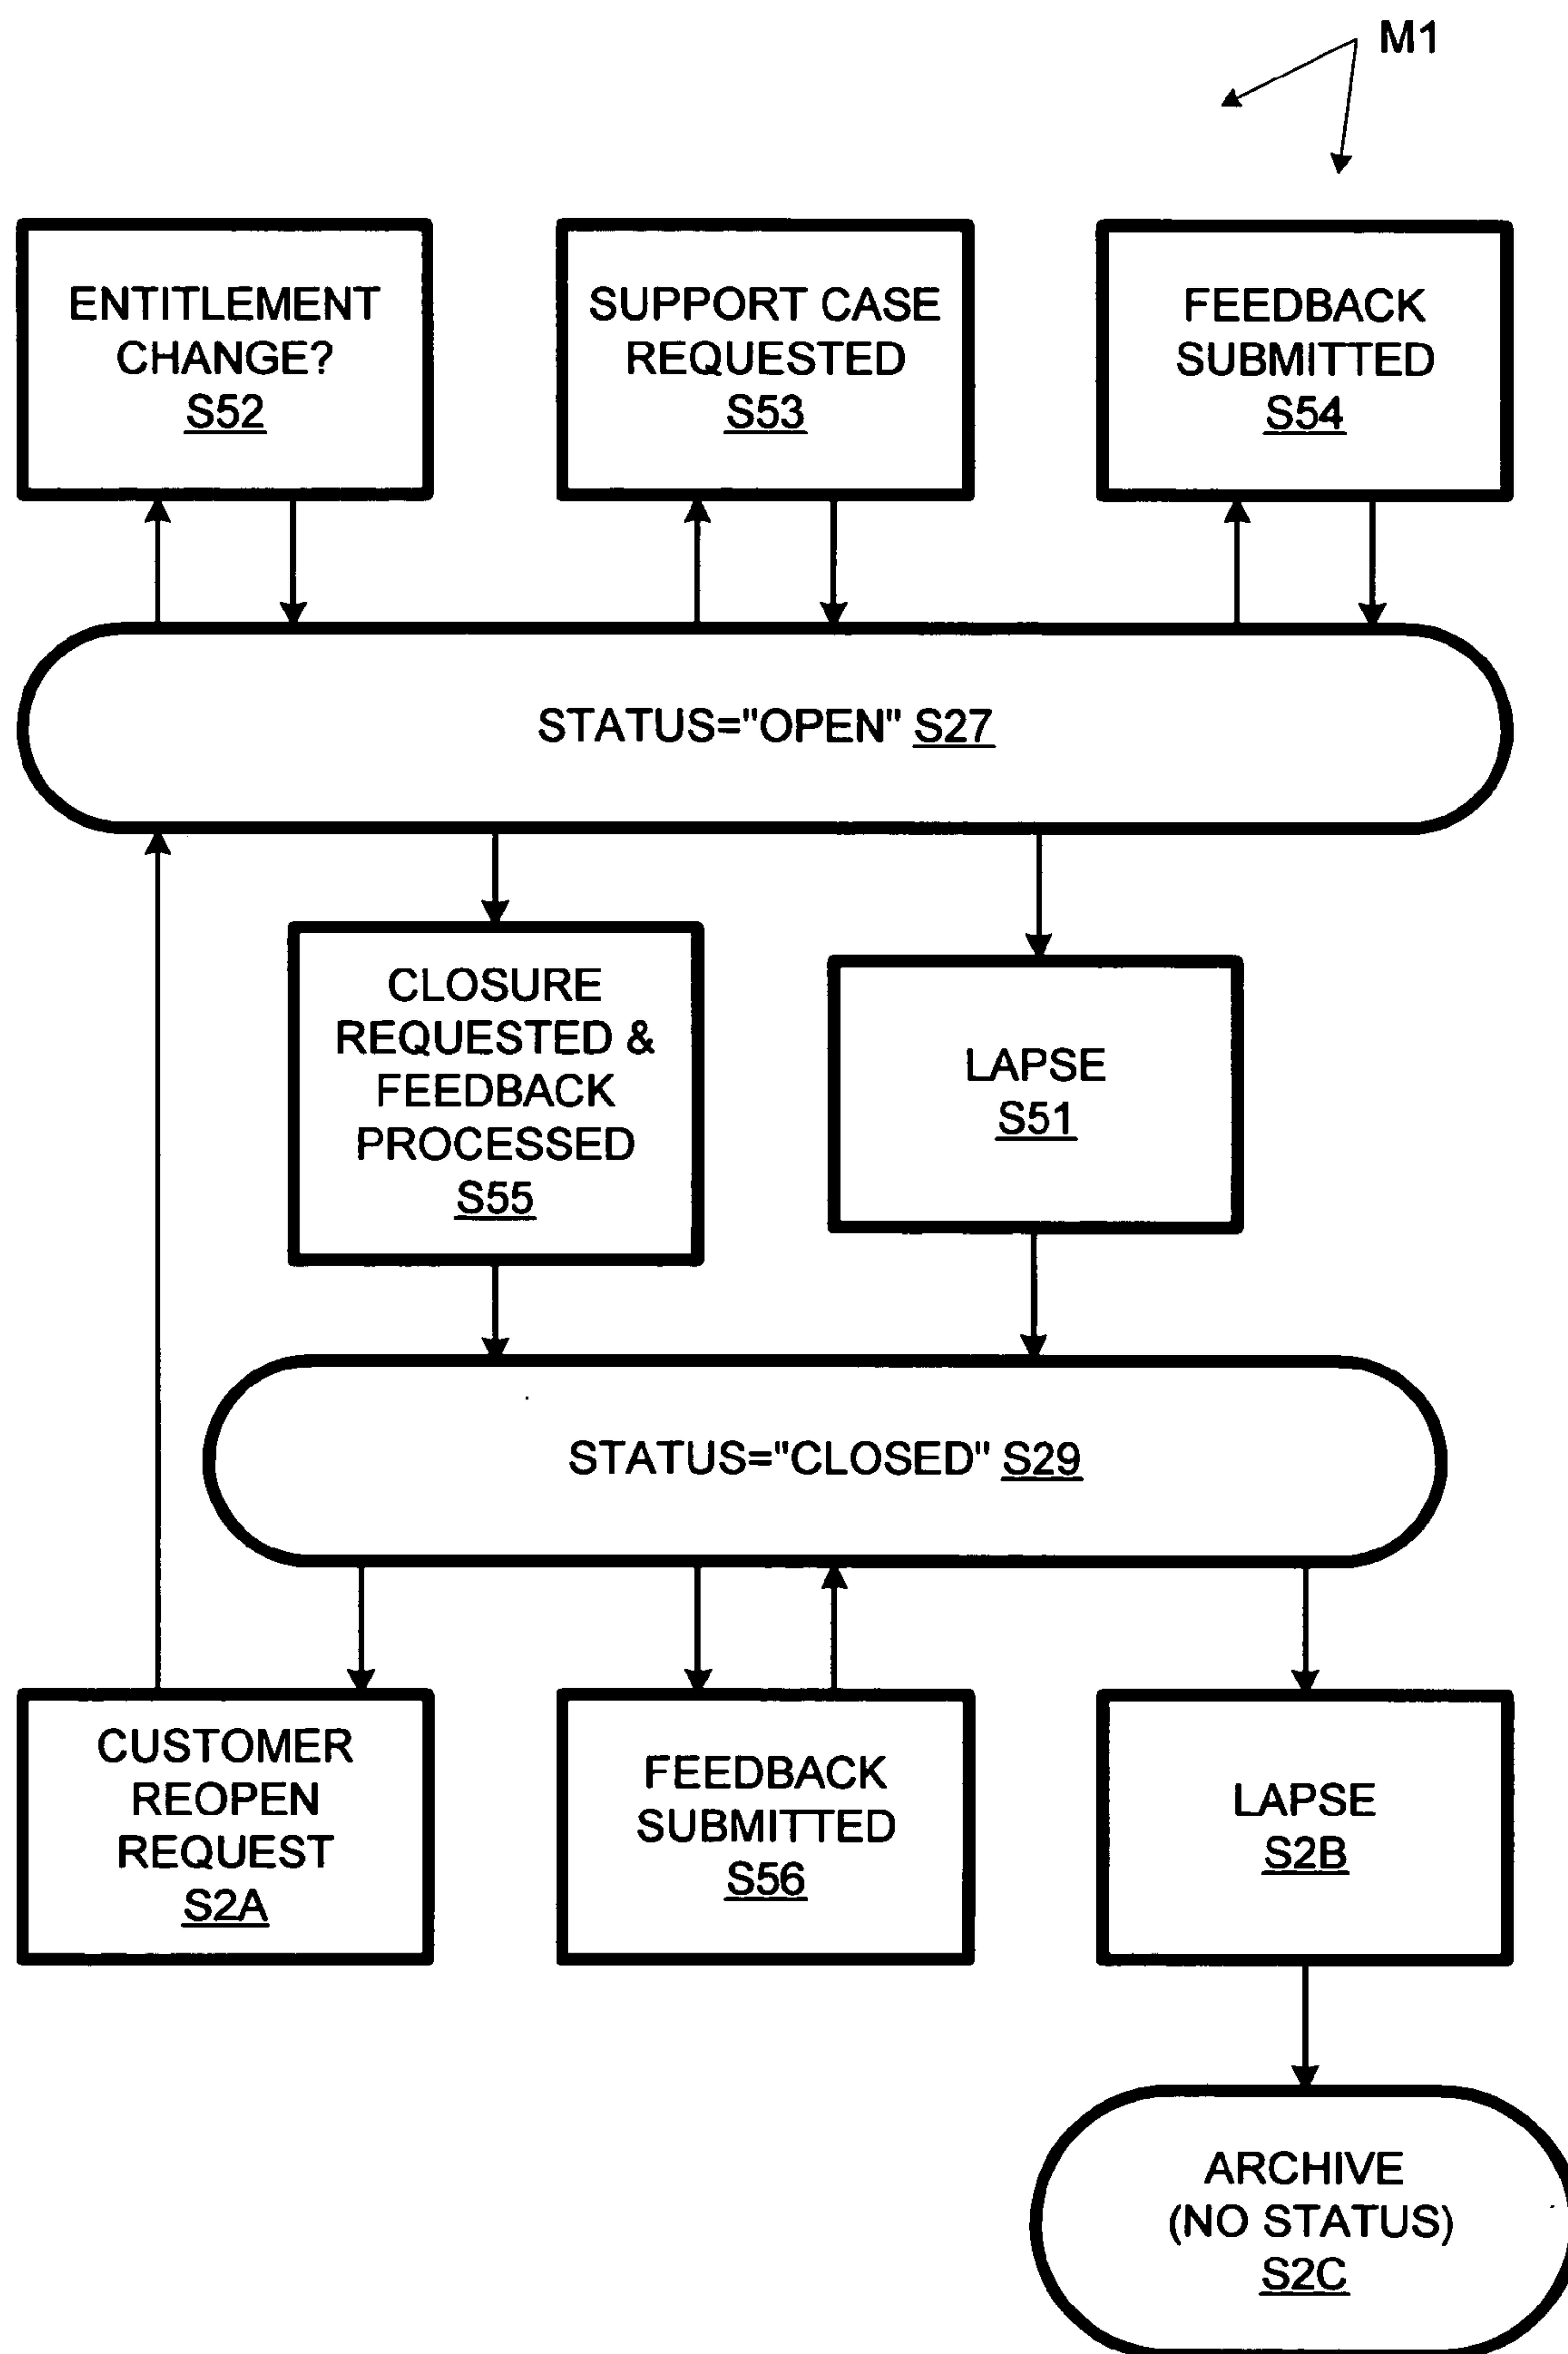 M1
ENTITLEMENT
CHANGE?
S52
SUPPORT CASE
REQUESTED
S53
FEEDBACK
SUBMITTED
S54
STATUS="OPEN" S27
CLOSURE
REQUESTED &
FEEDBACK
PROCESSED
S55
LAPSE
S51
STATUS="CLOSED" S29
CUSTOMER
REOPEN
REQUEST
S2A
FEEDBACK
SUBMITTED
S56
LAPSE
S2B
ARCHIVE
(NO STATUS)
S2C